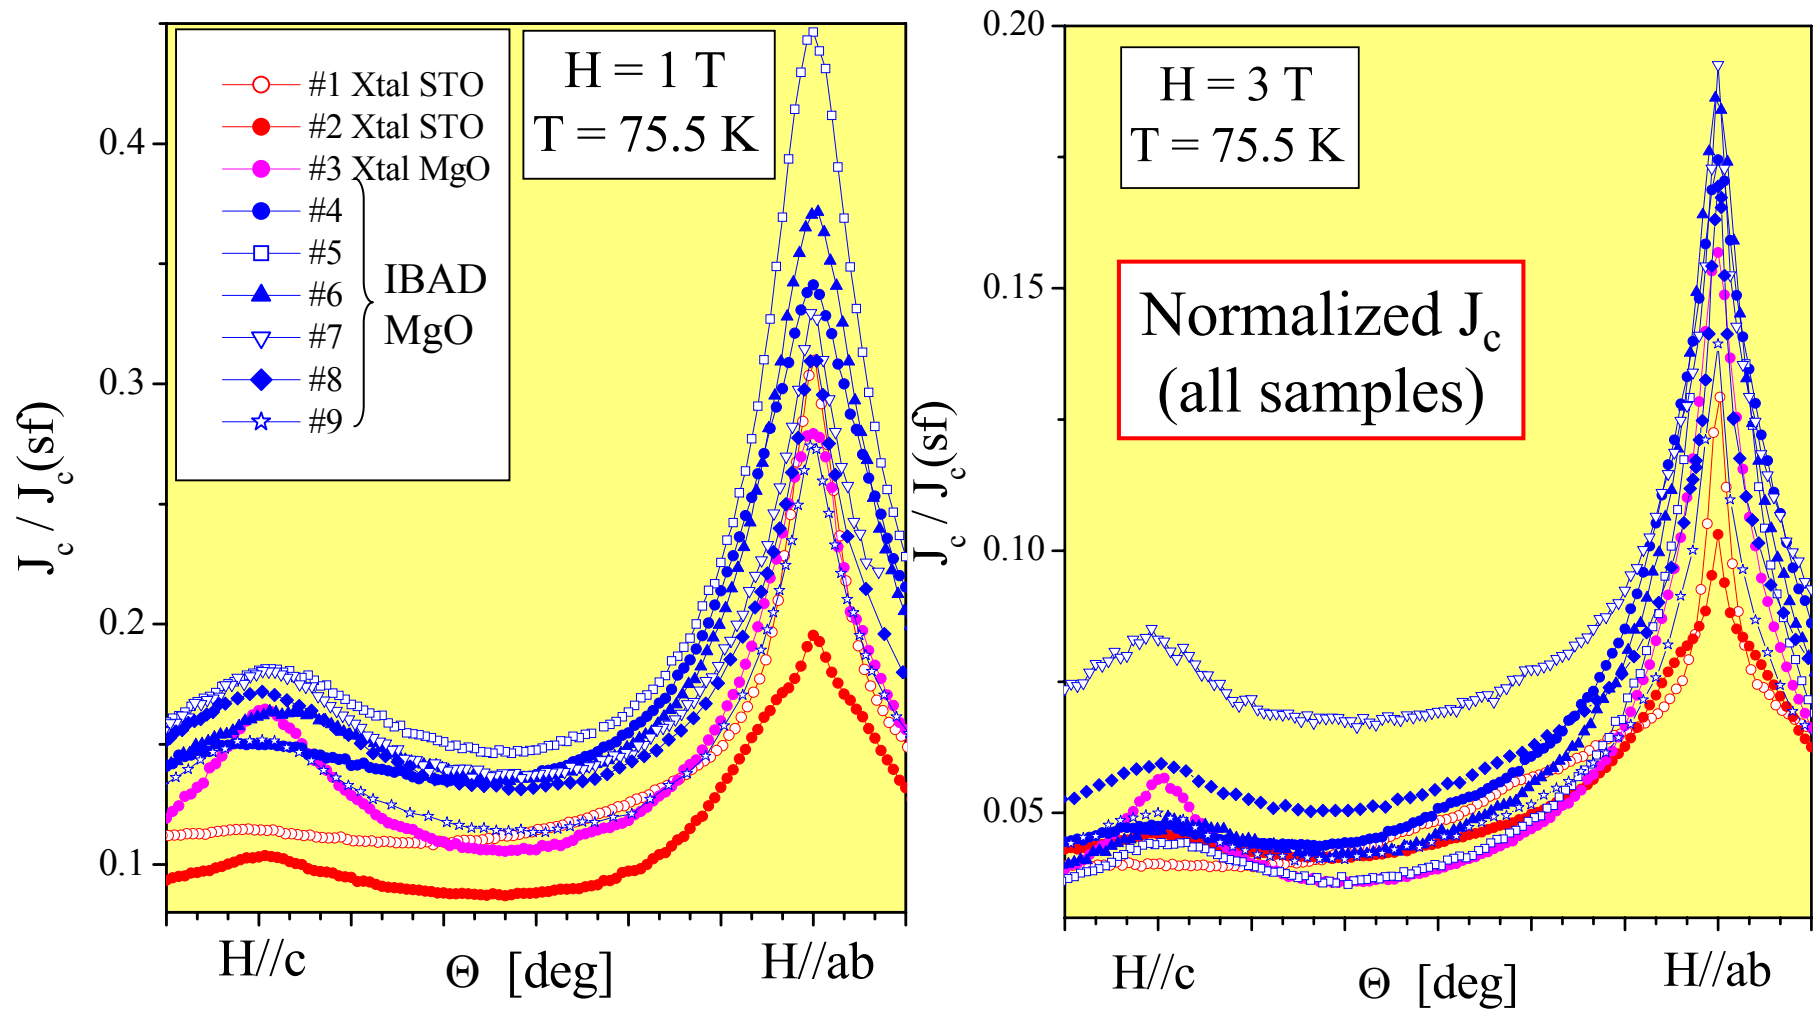 H = 1 T
T = 75.5 K
#1 Xtal STO
#2 Xtal STO
#3 Xtal MgO
#4
#5
#6
#7
#8
#9
IBAD
MgO
0.4
0.3
0.2
0.1
J_c / J_c(sf)
H//c
Θ [deg]
H//ab
H = 3 T
T = 75.5 K
Normalized J_c
(all samples)
0.20
0.15
0.10
0.05
J_c / J_c(sf)
H//c
Θ [deg]
H//ab